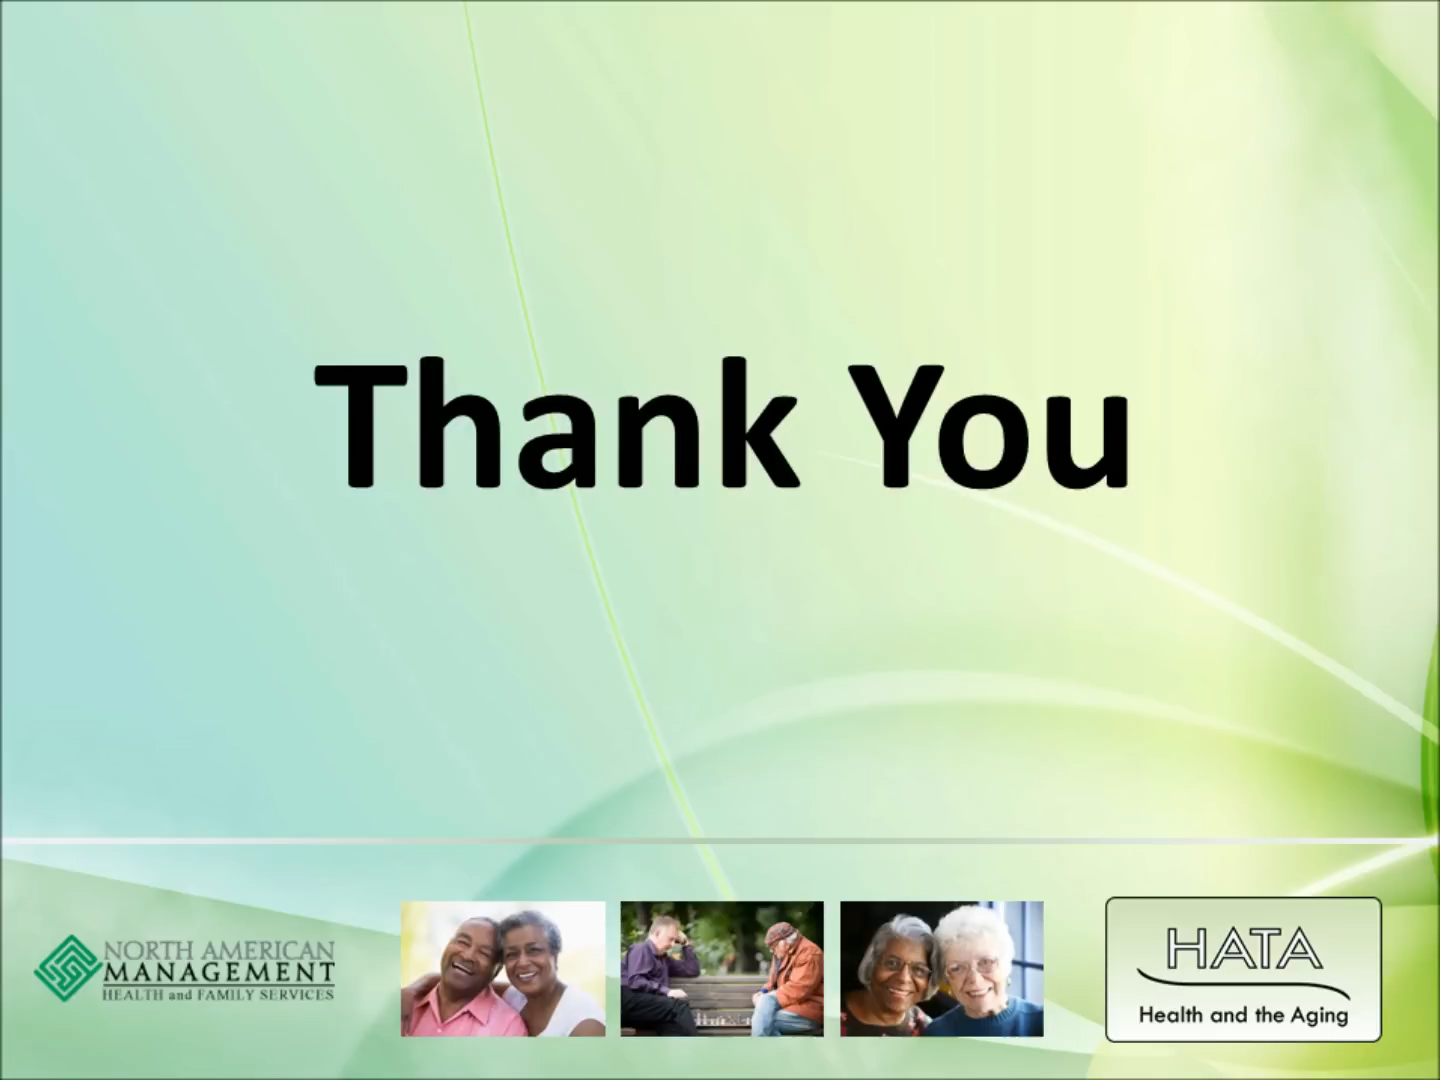 Thank You
NORTH AMERICAN
MANAGEMENT
HEALTH and FAMILY SERVICES
HATA
Health and the Aging